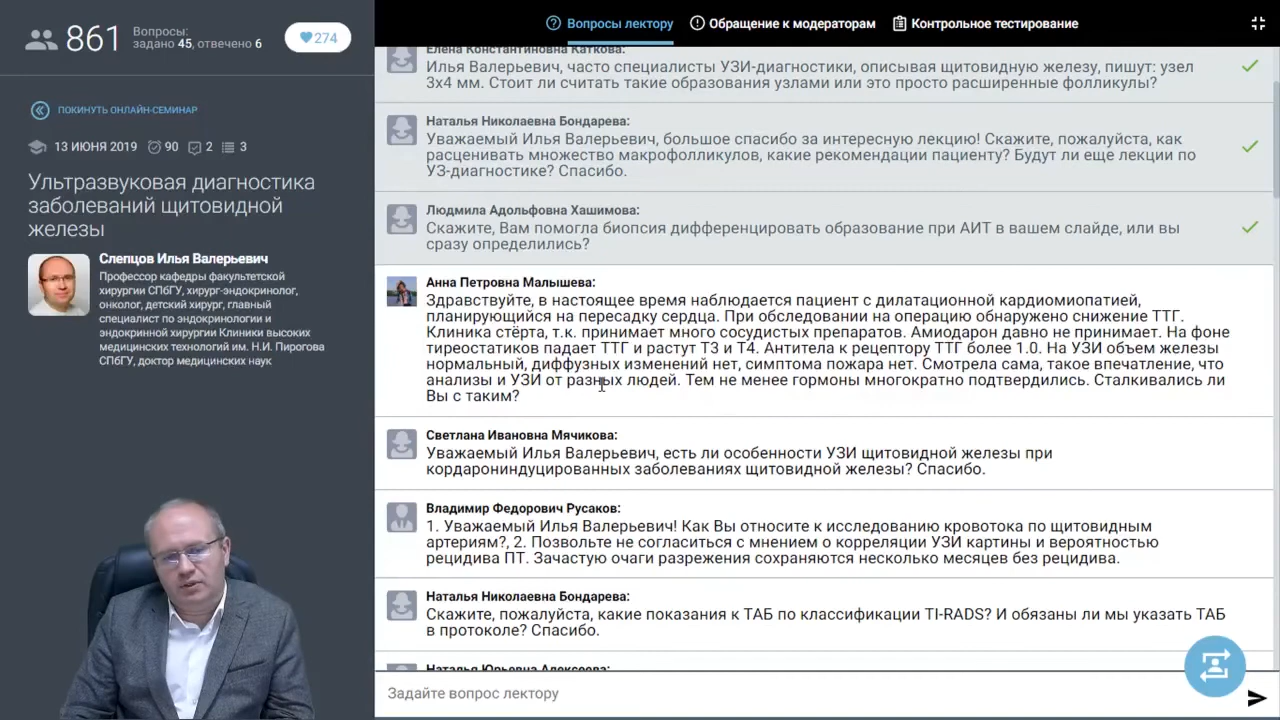 861
Вопросы:
задано 45, отвечено 6
274
Вопросы лектору
Обращение к модераторам
Контрольное тестирование
ПОКИНУТЬ ОНЛАЙН-СЕМИНАР
13 ИЮНЯ 2019
90
2
3
Ультразвуковая диагностика
заболеваний щитовидной
железы
Слепцов Илья Валерьевич
Профессор кафедры факультетской
хирургии СПбГУ, хирург-эндокринолог,
онколог, детский хирург, главный
специалист по эндокринологии и
эндокринной хирургии Клиники высоких
медицинских технологий им. Н.И. Пирогова
СПбГУ, доктор медицинских наук
Елена Константиновна Каткова:
Илья Валерьевич, часто специалисты УЗИ-диагностики, описывая щитовидную железу, пишут: узел
3х4 мм. Стоит ли считать такие образования узлами или это просто расширенные фолликулы?
Наталья Николаевна Бондарева:
Уважаемый Илья Валерьевич, большое спасибо за интересную лекцию! Скажите, пожалуйста, как
расценивать множество макрофолликулов, какие рекомендации пациенту? Будут ли еще лекции по
УЗ-диагностике? Спасибо.
Людмила Адольфовна Хашимова:
Скажите, Вам помогла биопсия дифференцировать образование при АИТ в вашем слайде, или вы
сразу определились?
Анна Петровна Малышева:
Здравствуйте, в настоящее время наблюдается пациент с дилатационной кардиомиопатией,
планирующийся на пересадку сердца. При обследовании на операцию обнаружено снижение ТТГ.
Клиника стёрта, т.к. принимает много сосудистых препаратов. Амиодарон давно не принимает. На фоне
тиреостатиков падает ТТГ и растут Т3 и Т4. Антитела к рецептору ТТГ более 1.0. На УЗИ объем железы
нормальный, диффузных изменений нет, симптома пожара нет. Смотрела сама, такое впечатление, что
анализы и УЗИ от разных людей. Тем не менее гормоны многократно подтвердились. Сталкивались ли
Вы с таким?
Светлана Ивановна Мячикова:
Уважаемый Илья Валерьевич, есть ли особенности УЗИ щитовидной железы при
кордарониндуцированных заболеваниях щитовидной железы? Спасибо.
Владимир Федорович Русаков:
1. Уважаемый Илья Валерьевич! Как Вы относите к исследованию кровотока по щитовидным
артериям?, 2. Позвольте не согласиться с мнением о корреляции УЗИ картины и вероятностью
рецидива ПТ. Зачастую очаги разрежения сохраняются несколько месяцев без рецидива.
Наталья Николаевна Бондарева:
Скажите, пожалуйста, какие показания к ТАБ по классификации TI-RADS? И обязаны ли мы указать ТАБ
в протоколе? Спасибо.
Наталья Юрьевна Алексеева:
Задайте вопрос лектору